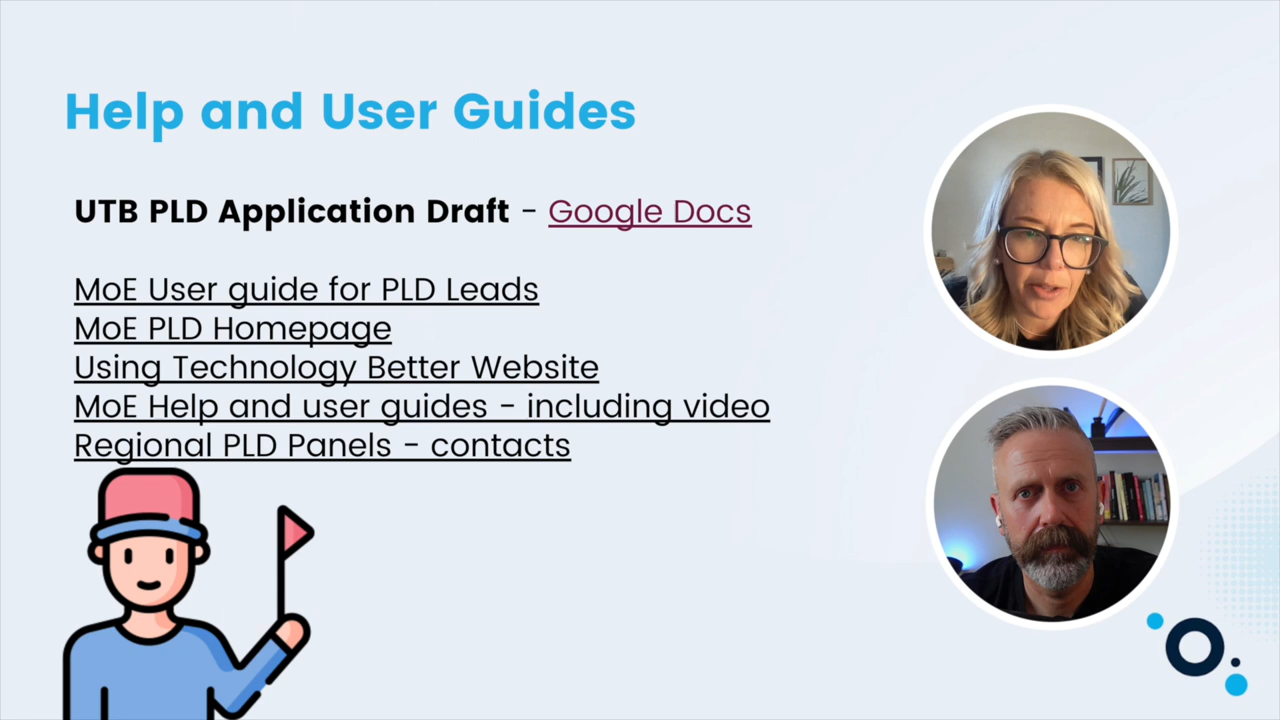 Help and User Guides
UTB PLD Application Draft - Google Docs
MoE User guide for PLD Leads
MoE PLD Homepage
Using Technology Better Website
MoE Help and user guides - including video
Regional PLD Panels - contacts